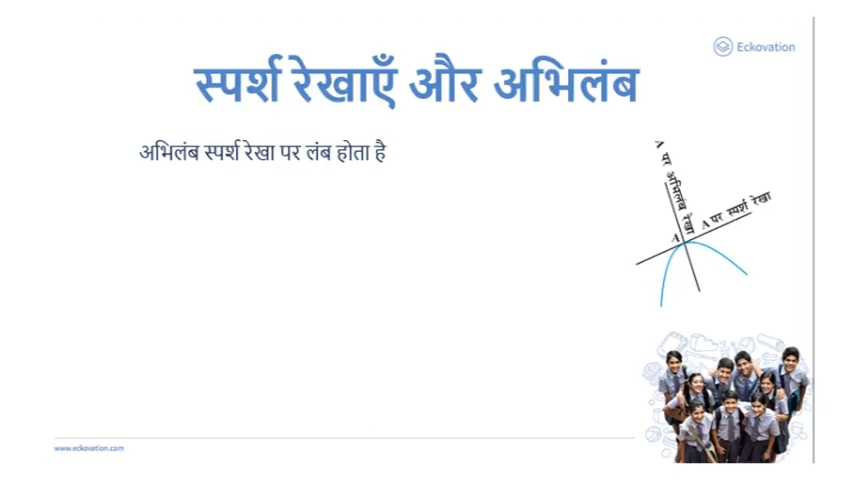 Eckovation
स्पर्श रेखाएँ और अभिलंब
अभिलंब स्पर्श रेखा पर लंब होता है
A पर अभिलंब रेखा
A पर स्पर्श रेखा
A
www.eckovation.com